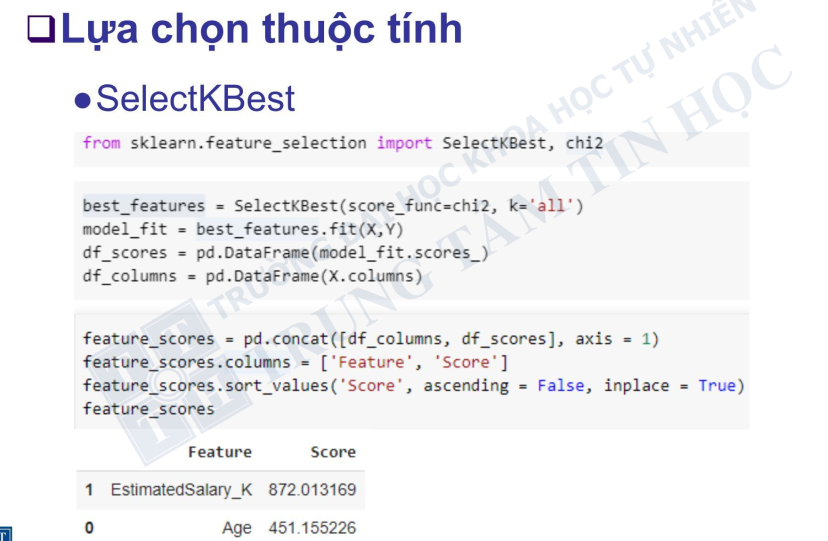 Lựa chọn thuộc tính
SelectKBest
from sklearn.feature_selection import SelectKBest, chi2
best_features = SelectKBest(score_func=chi2, k='all')
model_fit = best_features.fit(X,Y)
df_scores = pd.DataFrame(model_fit.scores_)
df_columns = pd.DataFrame(X.columns)
feature_scores = pd.concat([df_columns, df_scores], axis = 1)
feature_scores.columns = ['Feature', 'Score']
feature_scores.sort_values('Score', ascending = False, inplace = True)
feature_scores
Feature Score
1 EstimatedSalary_K 872.013169
0 Age 451.155226
TRƯỜNG ĐẠI HỌC KHOA HỌC TỰ NHIÊN
TRUNG TÂM TIN HỌC